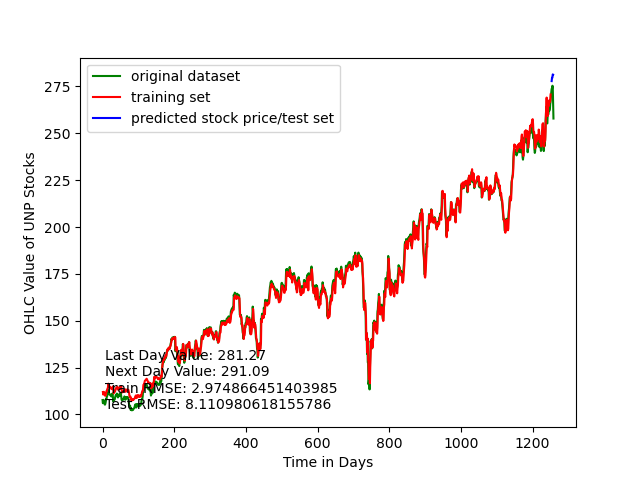 original dataset
training set
predicted stock price/test set
275
250
225
200
175
150
125
100
OHLC Value of UNP Stocks
Last Day Value: 281.27
Next Day Value: 291.09
Train RMSE: 2.974866451403985
Test RMSE: 8.110980618155786
0 200 400 600 800 1000 1200
Time in Days